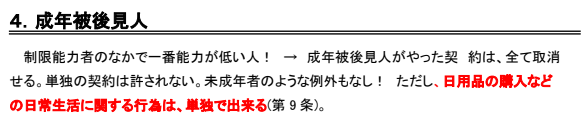 ４．成年被後見人
制限能力者のなかで一番能力が低い人！　→　成年被後見人がやった契　約は、全て取消
せる。単独の契約は許されない。未成年者のような例外もなし！　ただし、日用品の購入など
の日常生活に関する行為は、単独で出来る(第 9 条)。